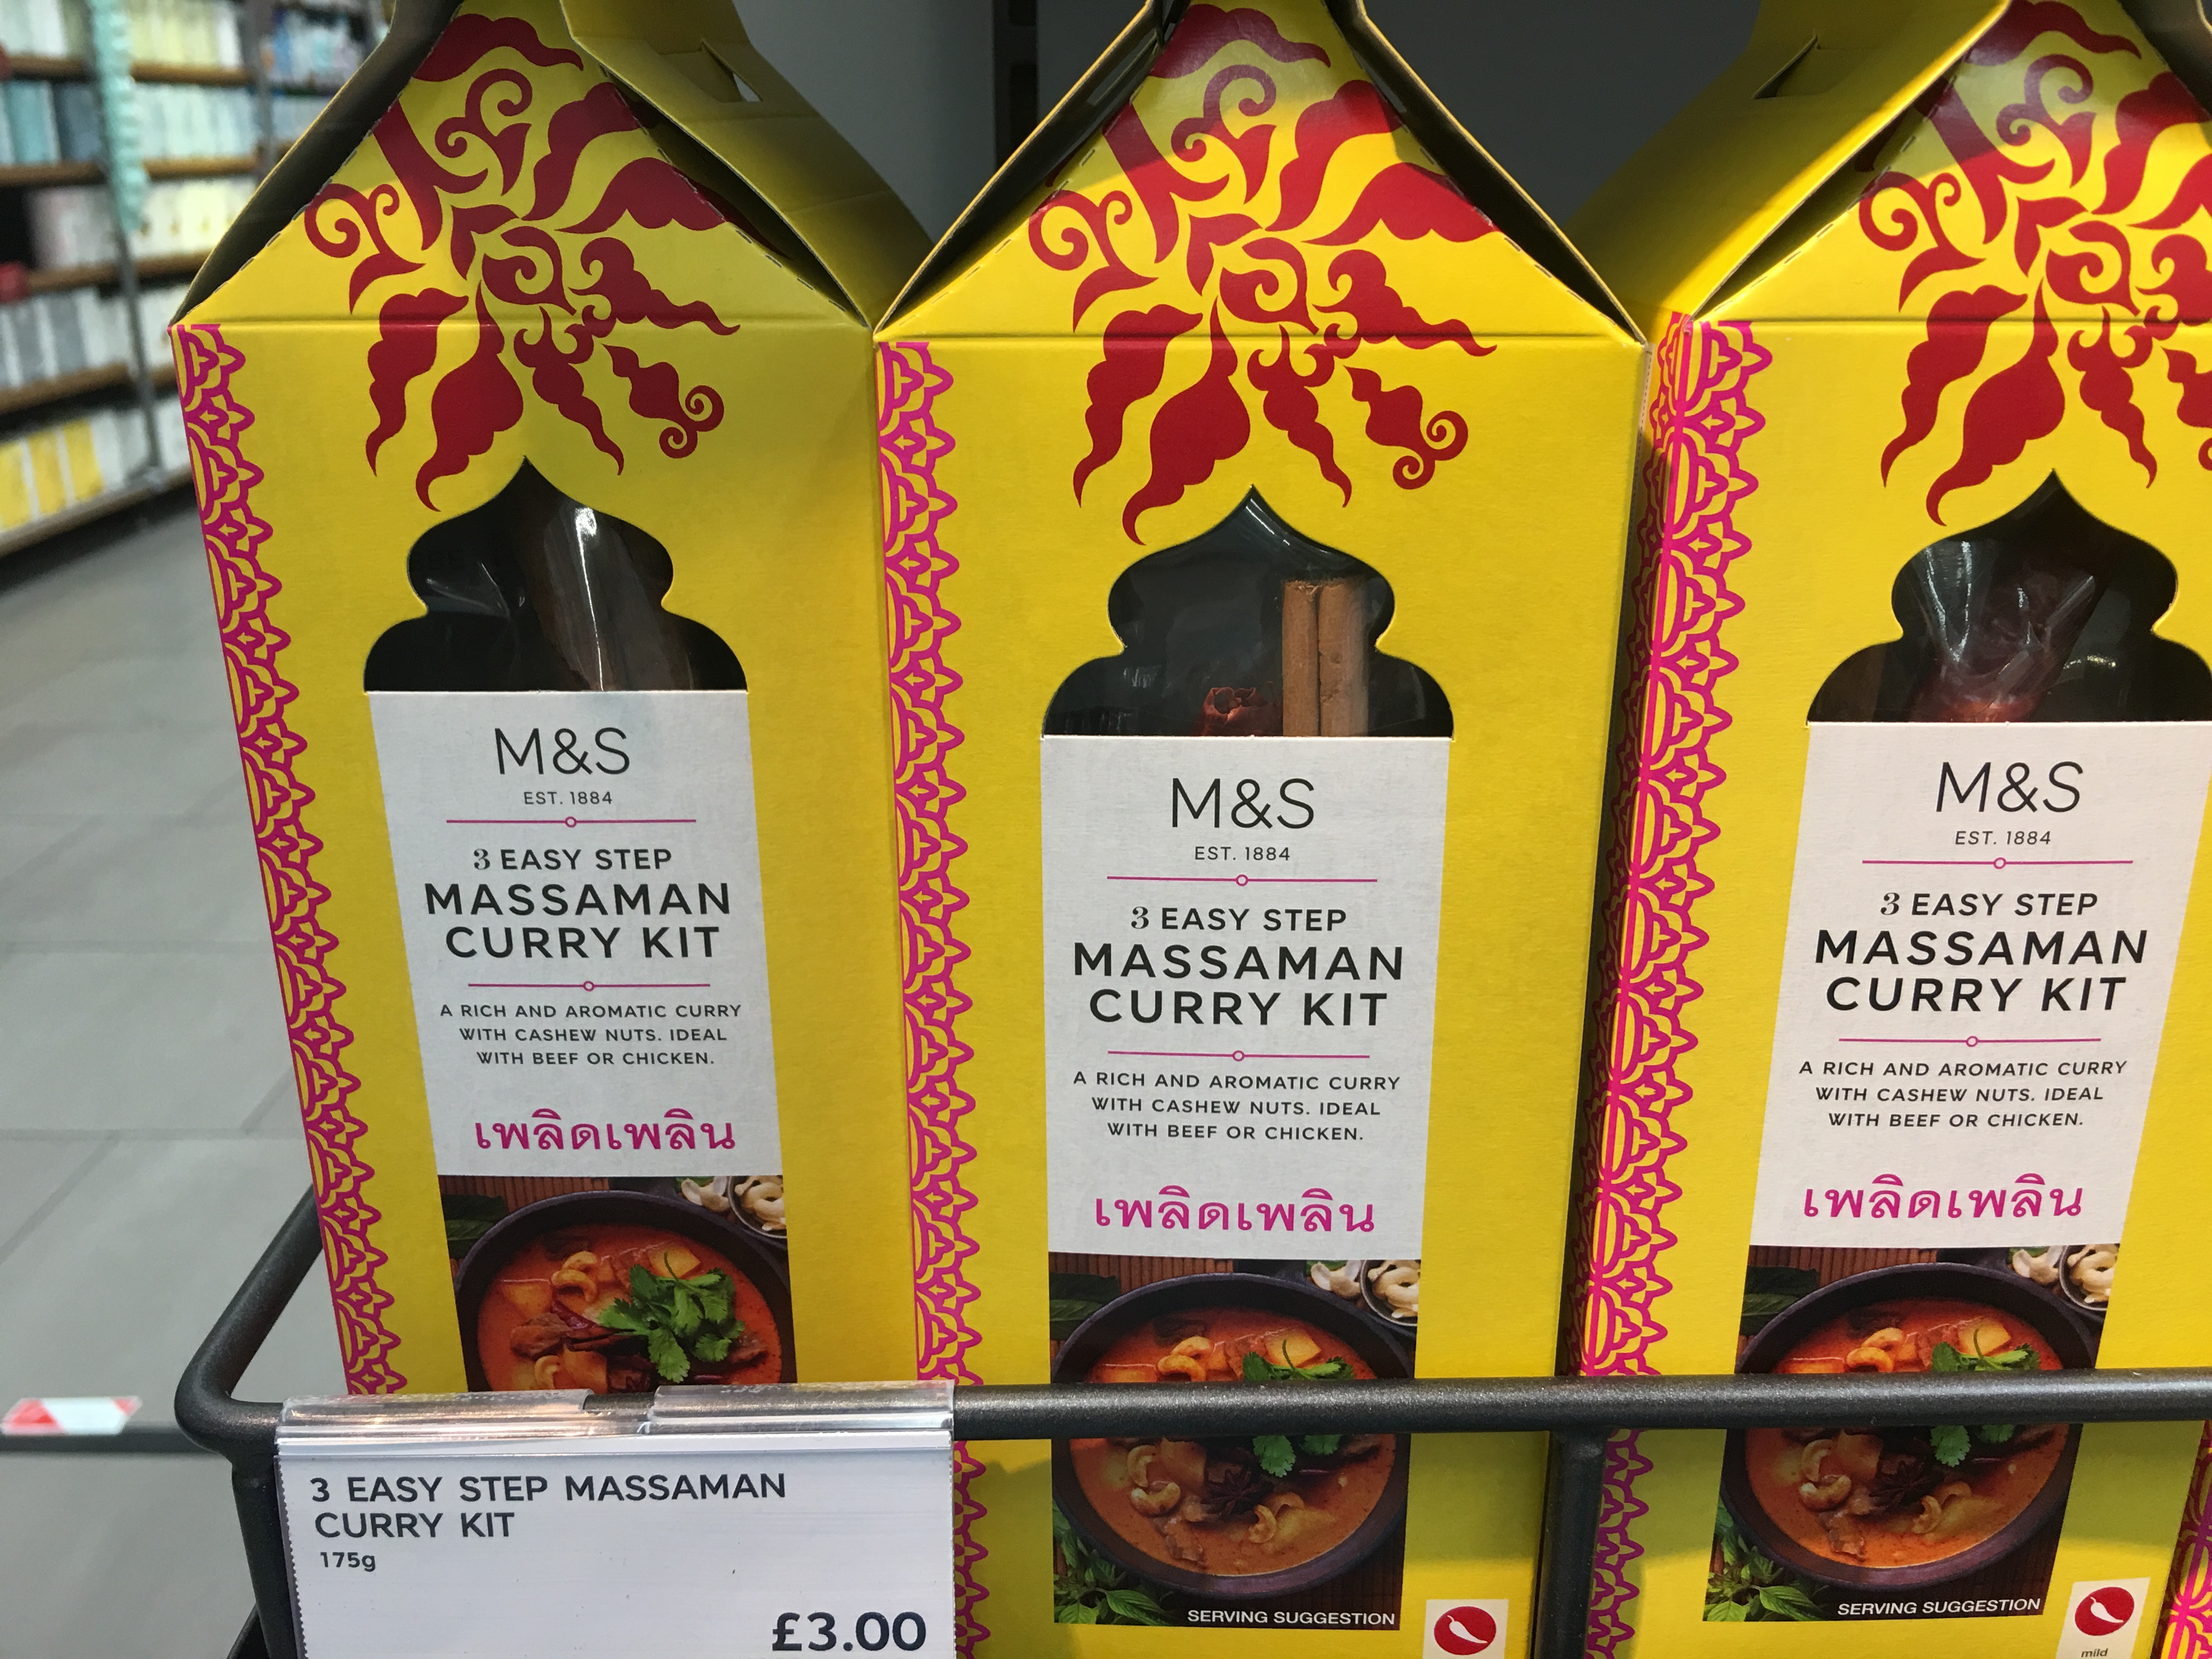 M&S
EST. 1884
3 EASY STEP
MASSAMAN
CURRY KIT
A RICH AND AROMATIC CURRY
WITH CASHEW NUTS. IDEAL
WITH BEEF OR CHICKEN.
เพลิดเพลิน
M&S
EST. 1884
3 EASY STEP
MASSAMAN
CURRY KIT
A RICH AND AROMATIC CURRY
WITH CASHEW NUTS. IDEAL
WITH BEEF OR CHICKEN.
เพลิดเพลิน
SERVING SUGGESTION
M&S
EST. 1884
3 EASY STEP
MASSAMAN
CURRY KIT
A RICH AND AROMATIC CURRY
WITH CASHEW NUTS. IDEAL
WITH BEEF OR CHICKEN.
เพลิดเพลิน
SERVING SUGGESTION
mild
3 EASY STEP MASSAMAN
CURRY KIT
175g
£3.00